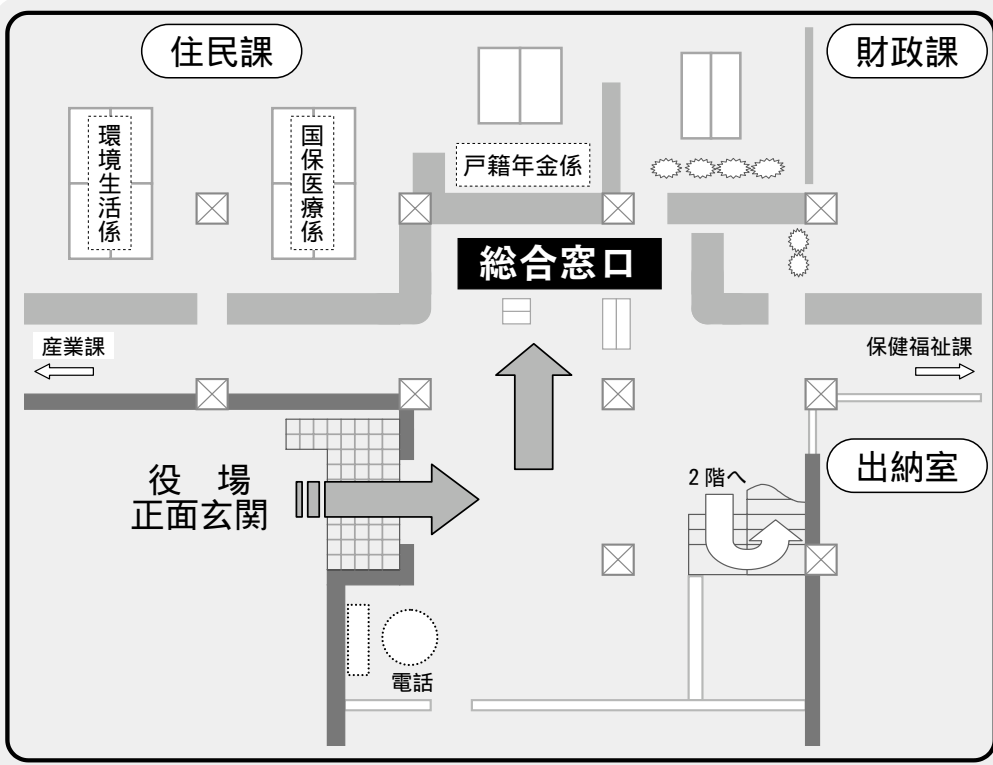 住民課
財政課
環境生活係
国保医療係
戸籍年金係
総合窓口
産業課
保健福祉課
役　場
正面玄関
2階へ
出納室
電話